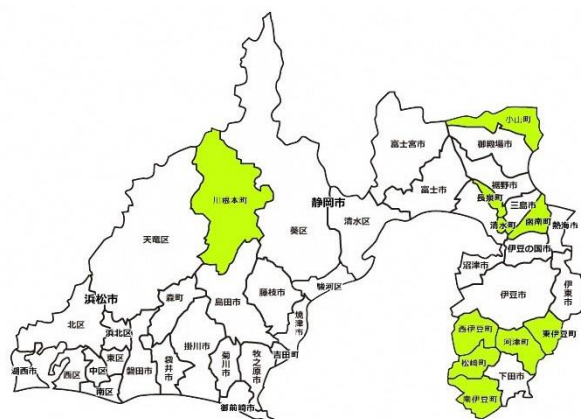 小山町
富士宮市
御殿場市
裾野市
富士市
長泉町
三島市
川根本町
静岡市
清水区
清水町
函南町
熱海市
葵区
天竜区
伊豆の国市
沼津市
伊東市
駿河区
森町
島田市
藤枝市
伊豆市
浜松市
焼津市
北区
浜北区
西伊豆町
東伊豆町
河津町
掛川市
菊川市
牧之原市
吉田町
東区
中区
西区
湖西市
磐田市
袋井市
松崎町
下田市
南区
御前崎市
南伊豆町